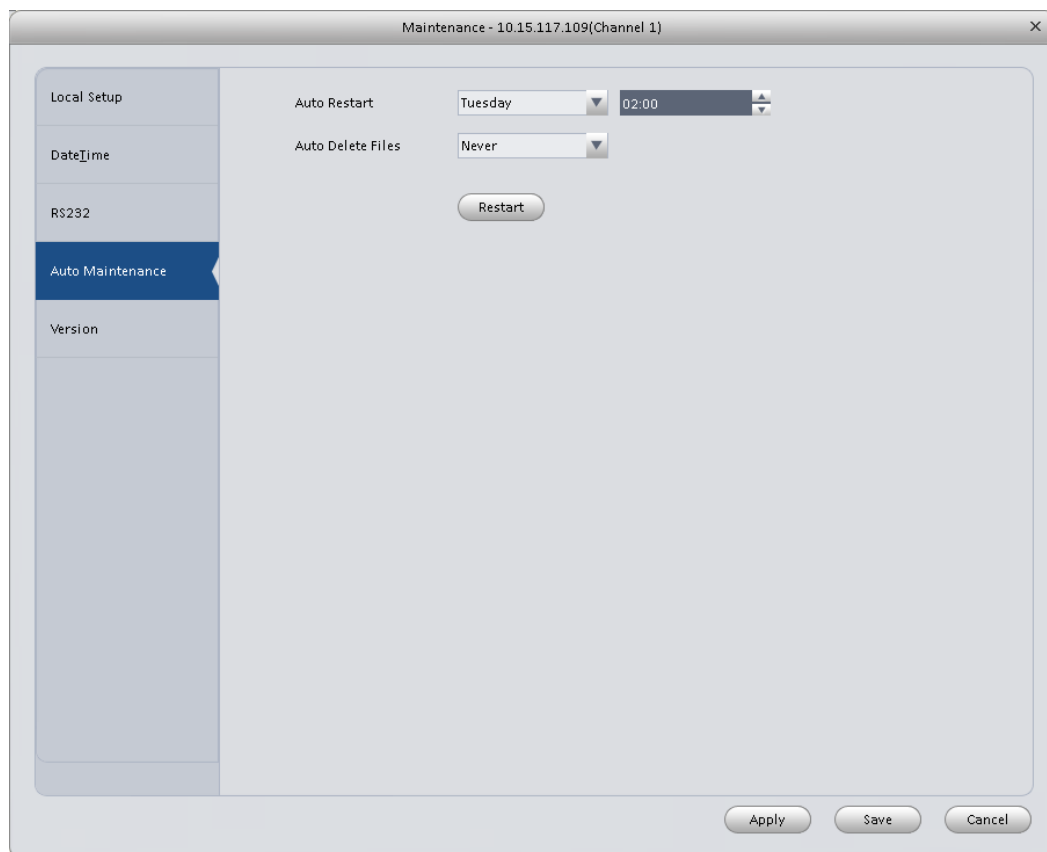 Maintenance - 10.15.117.109(Channel 1)
Local Setup
DateTime
RS232
Auto Maintenance
Version
Auto Restart Tuesday 02:00
Auto Delete Files Never
Restart
Apply Save Cancel